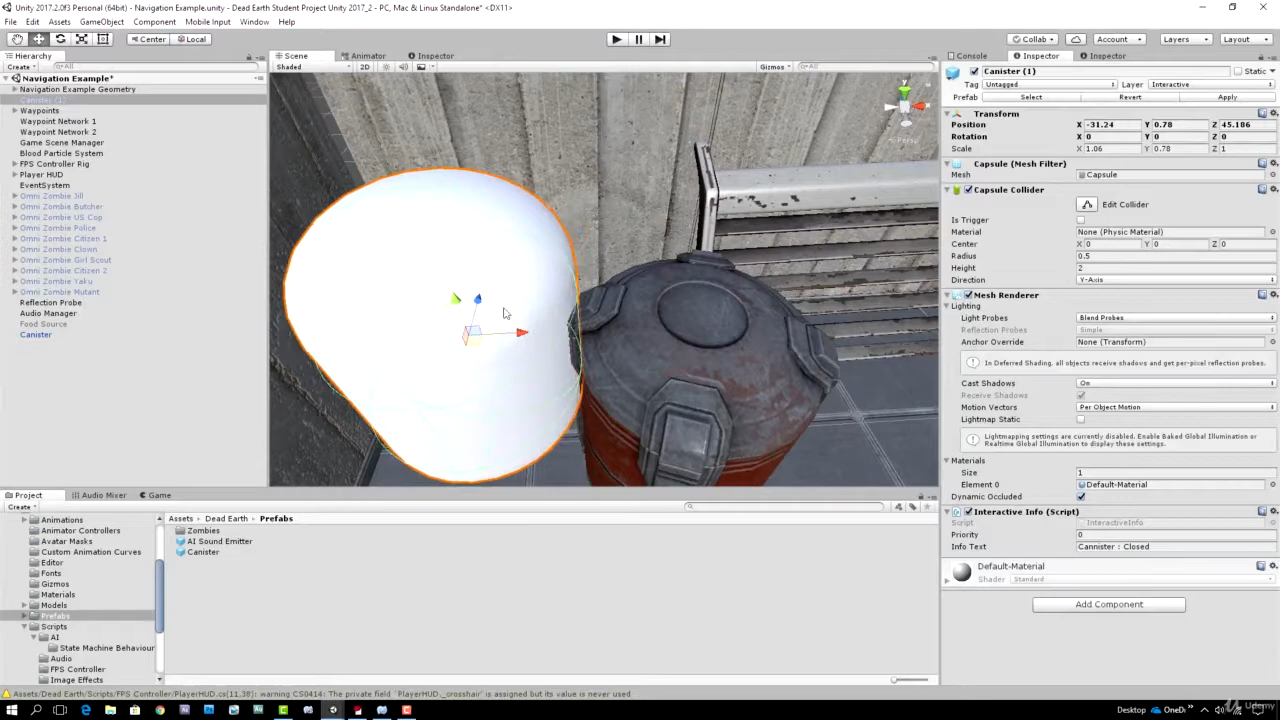 Unity 2017.2.0f3 Personal (64bit) - Navigation Example.unity - Dead Earth Student Project Unity 2017_2 - PC, Mac & Linux Standalone* <DX11>
File Edit Assets GameObject Component Mobile Input Window Help
Center Local Collab Account Layers Layout
Hierarchy Scene Animator Inspector Console Inspector Inspector
Create All Shaded 2D Gizmos All
Navigation Example*
Navigation Example Geometry
Canister (1)
Waypoints
Waypoint Network 1
Waypoint Network 2
Game Scene Manager
Blood Particle System
FPS Controller Rig
Player HUD
EventSystem
Omni Zombie Jill
Omni Zombie Butcher
Omni Zombie US Cop
Omni Zombie Police
Omni Zombie Citizen 1
Omni Zombie Clown
Omni Zombie Girl Scout
Omni Zombie Citizen 2
Omni Zombie Yaku
Omni Zombie Mutant
Reflection Probe
Audio Manager
Food Source
Canister
y
x
Persp
Canister (1) Static
Tag Untagged Layer Interactive
Prefab Select Revert Apply
Transform
Position X -31.24 Y 0.78 Z 45.186
Rotation X 0 Y 0 Z 0
Scale X 1.06 Y 0.78 Z 1
Capsule (Mesh Filter)
Mesh Capsule
Capsule Collider
Edit Collider
Is Trigger
Material None (Physic Material)
Center X 0 Y 0 Z 0
Radius 0.5
Height 2
Direction Y-Axis
Mesh Renderer
Lighting
Light Probes Blend Probes
Reflection Probes Simple
Anchor Override None (Transform)
In Deferred Shading, all objects receive shadows and get per-pixel reflection probes.
Cast Shadows On
Receive Shadows
Motion Vectors Per Object Motion
Lightmap Static
Lightmapping settings are currently disabled. Enable Baked Global Illumination or
Realtime Global Illumination to display these settings.
Materials
Size 1
Element 0 Default-Material
Dynamic Occluded
Interactive Info (Script)
Script InteractiveInfo
Priority 0
Info Text Cannister : Closed
Default-Material
Shader Standard
Add Component
Project Audio Mixer Game
Create
Animations
Animator Controllers
Avatar Masks
Custom Animation Curves
Editor
Fonts
Gizmos
Materials
Models
Prefabs
Scripts
AI
State Machine Behaviour
Audio
FPS Controller
Image Effects
Assets Dead Earth Prefabs
Zombies
AI Sound Emitter
Canister
Assets/Dead Earth/Scripts/FPS Controller/PlayerHUD.cs(11,38): warning CS0414: The private field `PlayerHUD._crosshair' is assigned but its value is never used
Desktop OneDr
Udemy